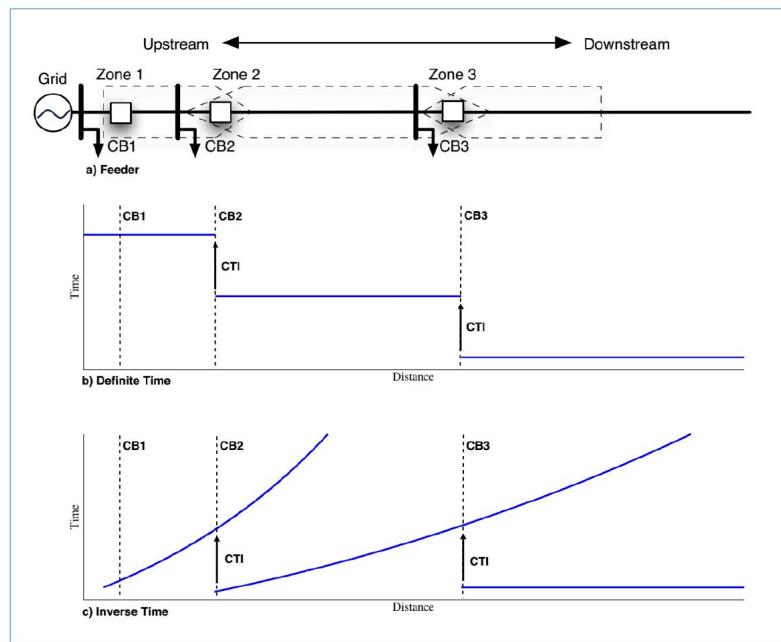 Upstream Downstream
Grid Zone 1 Zone 2 Zone 3
CB1 CB2 CB3
a) Feeder
CB1 CB2 CB3
CTI
CTI
Time
Distance
b) Definite Time
CB1 CB2 CB3
CTI CTI
Time
Distance
c) Inverse Time